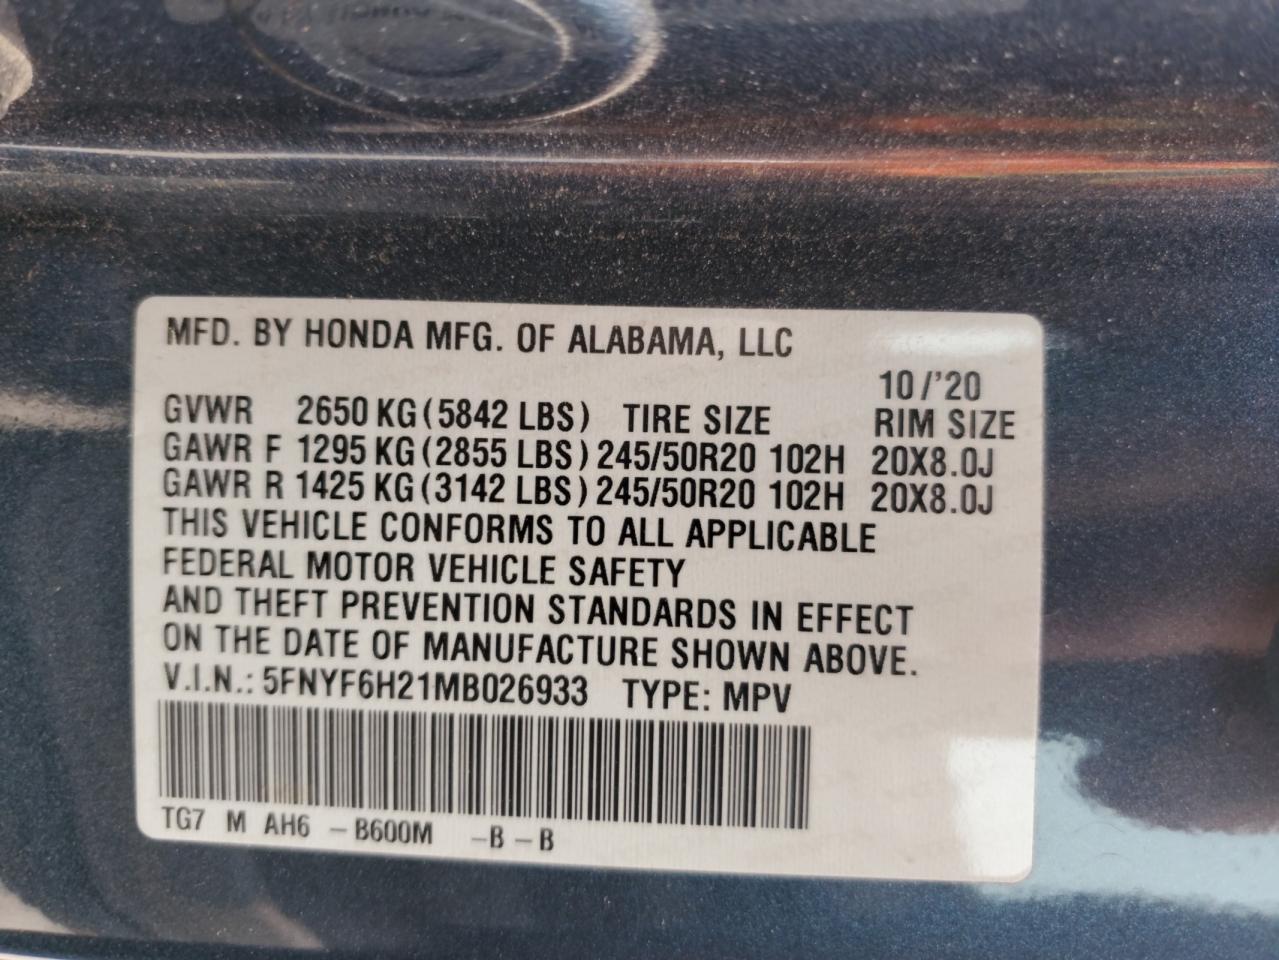 MFD. BY HONDA MFG. OF ALABAMA, LLC
10/'20
GVWR 2650 KG (5842 LBS) TIRE SIZE RIM SIZE
GAWR F 1295 KG (2855 LBS) 245/50R20 102H 20X8.0J
GAWR R 1425 KG (3142 LBS) 245/50R20 102H 20X8.0J
THIS VEHICLE CONFORMS TO ALL APPLICABLE
FEDERAL MOTOR VEHICLE SAFETY
AND THEFT PREVENTION STANDARDS IN EFFECT
ON THE DATE OF MANUFACTURE SHOWN ABOVE.
V.I.N.: 5FNYF6H21MB026933 TYPE: MPV
TG7 M AH6 -B600M -B-B